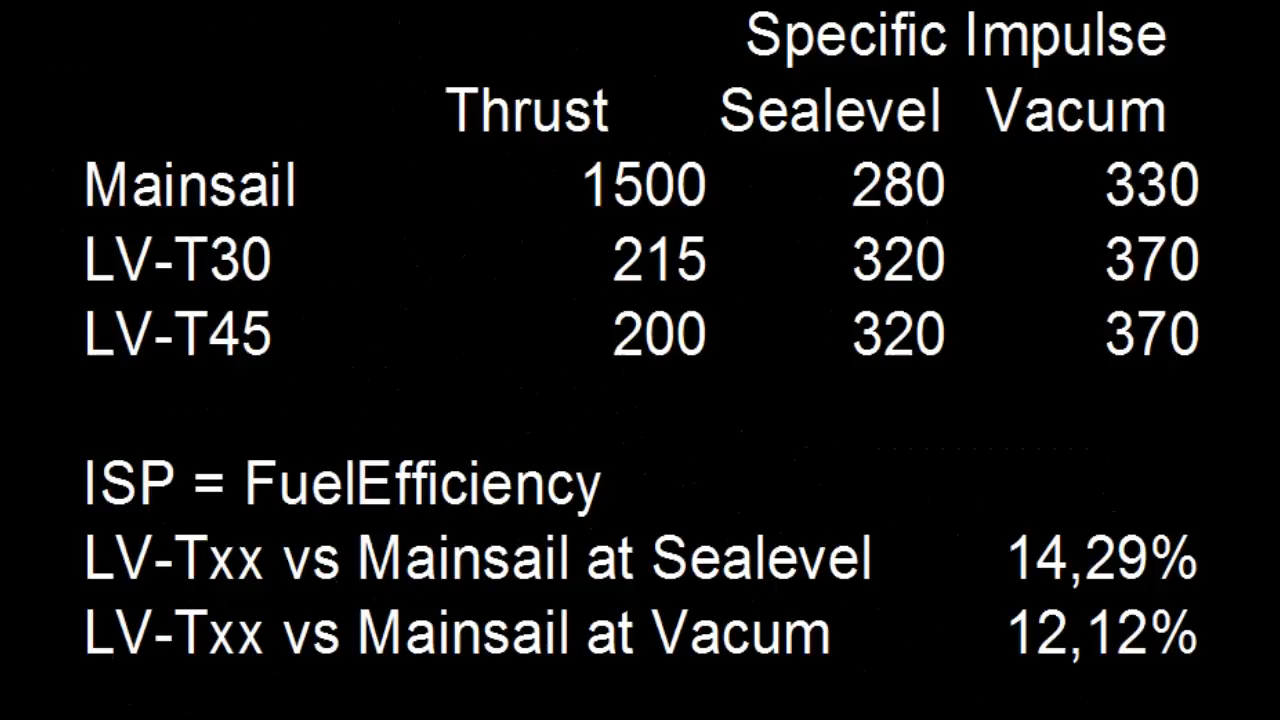 Specific Impulse
Thrust Sealevel Vacum
Mainsail 1500 280 330
LV-T30 215 320 370
LV-T45 200 320 370
ISP = FuelEfficiency
LV-Txx vs Mainsail at Sealevel 14,29%
LV-Txx vs Mainsail at Vacum 12,12%